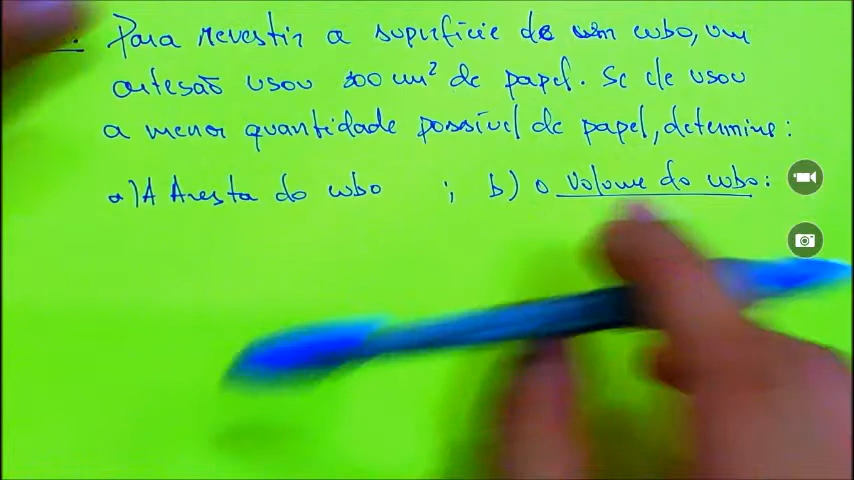 Para revestir a superfície de um cubo, um
artesão usou 300 cm² de papel. Se ele usou
a menor quantidade possível de papel, determine:
a) A Aresta do cubo ; b) o volume do cubo: